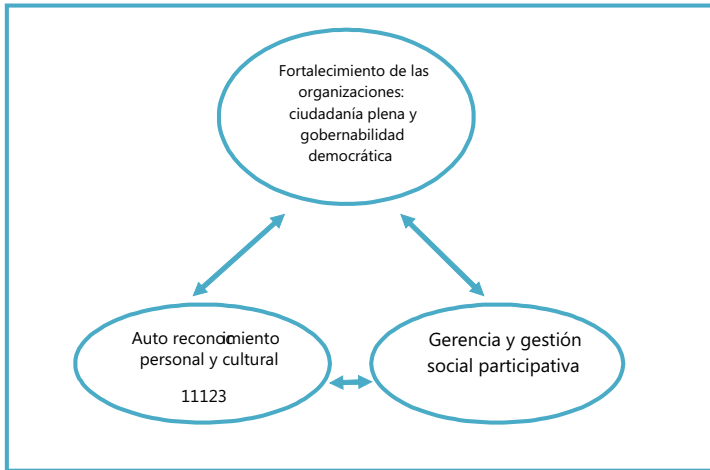 Fortalecimiento de las
organizaciones:
ciudadanía plena y
gobernabilidad
democrática
Auto reconocimiento
personal y cultural
11123
Gerencia y gestión
social participativa